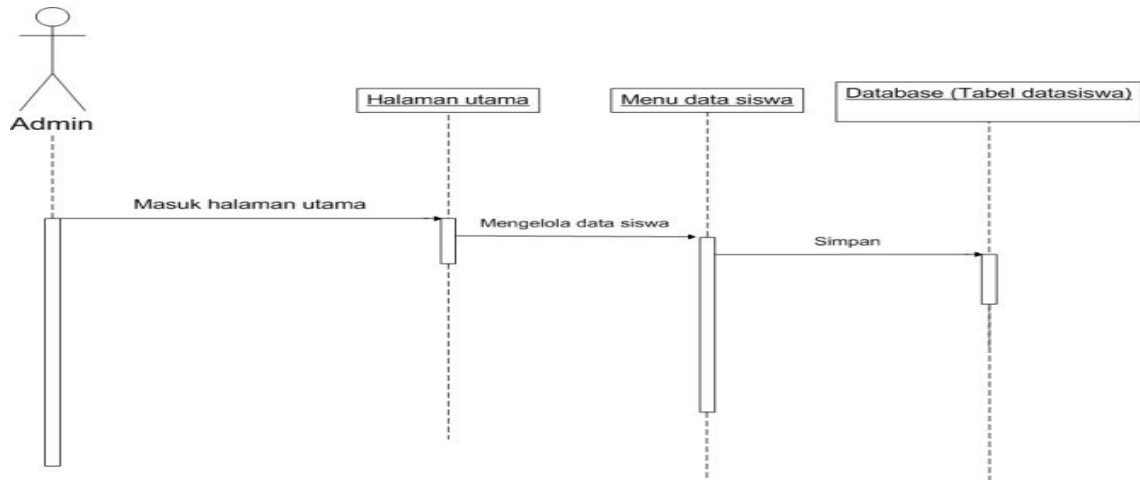 Admin
Halaman utama
Menu data siswa
Database (Tabel datasiswa)
Masuk halaman utama
Mengelola data siswa
Simpan